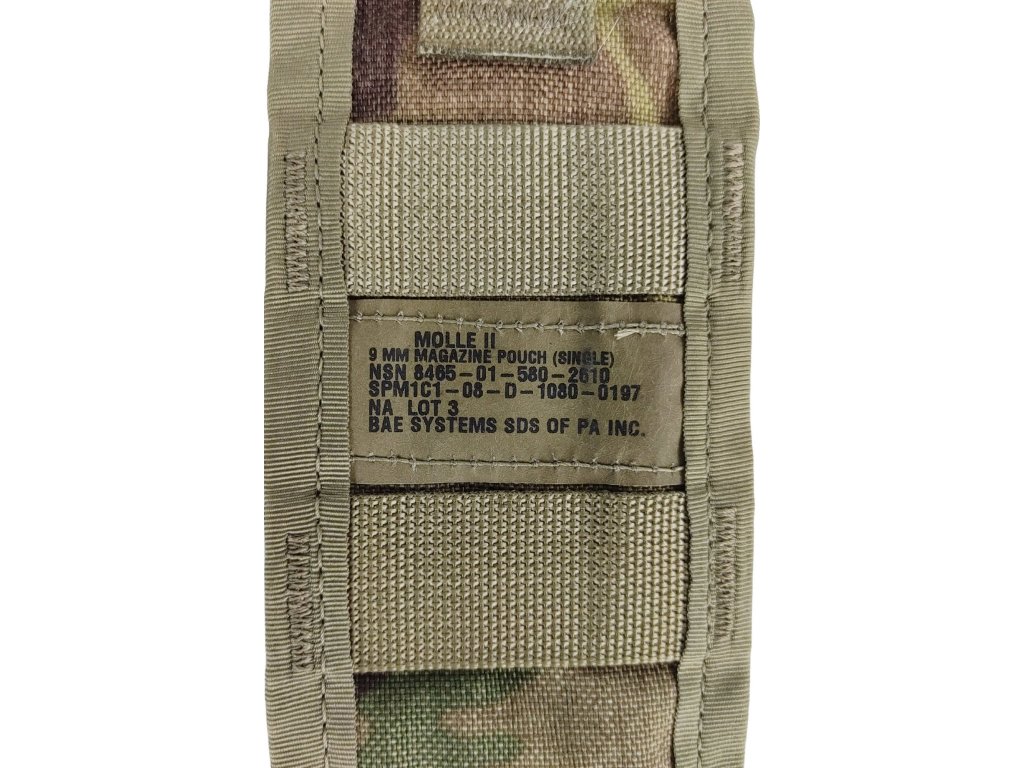 MOLLE II
9 MM MAGAZINE POUCH (SINGLE)
NSN 8465-01-580-2610
SPM1C1-08-D-1080-0197
NA LOT 3
BAE SYSTEMS SDS OF PA INC.